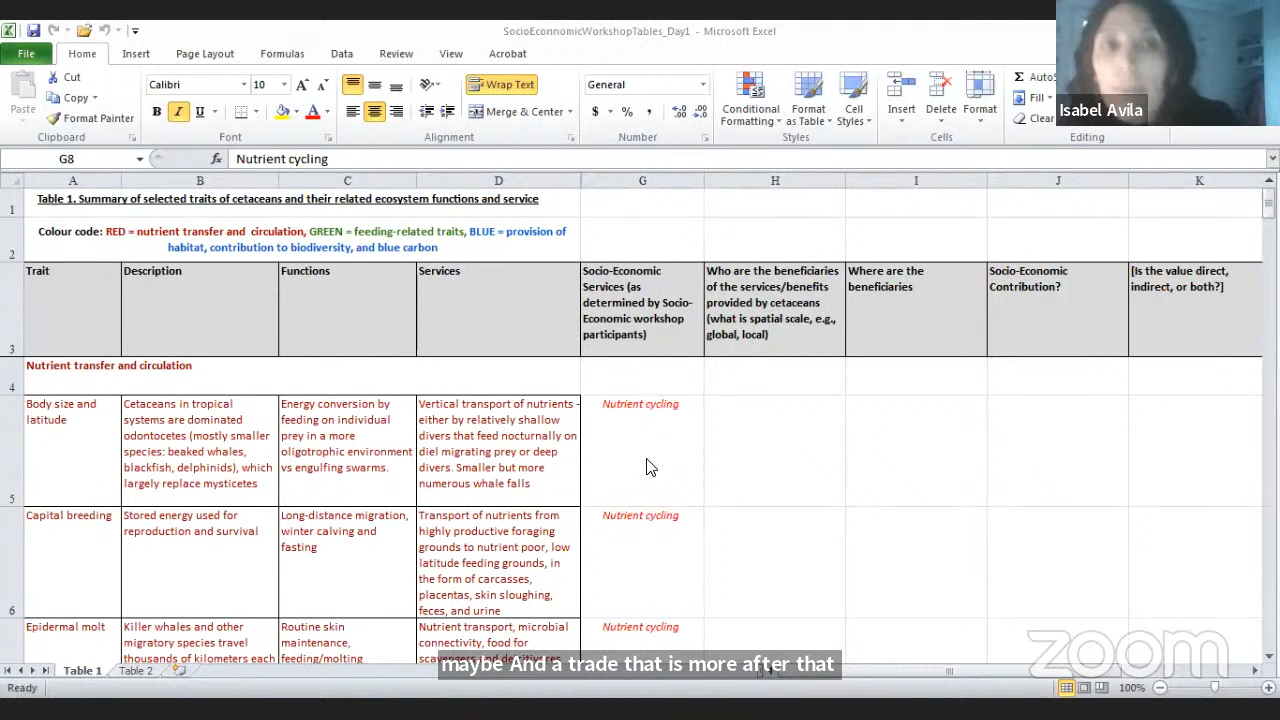 SocioEconnomicWorkshopTables_Day1 - Microsoft Excel
File Home Insert Page Layout Formulas Data Review View Acrobat
Isabel Avila
Paste
Cut
Copy
Format Painter
Clipboard
Calibri 10
B I U
Font
Wrap Text
Merge & Center
Alignment
General
$ % ,
Number
Conditional Formatting
Format as Table
Cell Styles
Styles
Insert Delete Format
Cells
Fill
Clear
Editing
G8 fx Nutrient cycling
A B C D G H I J K
1
Table 1. Summary of selected traits of cetaceans and their related ecosystem functions and service
2
Colour code: RED = nutrient transfer and circulation, GREEN = feeding-related traits, BLUE = provision of
habitat, contribution to biodiversity, and blue carbon
3
Trait
Description
Functions
Services
Socio-Economic
Services (as
determined by Socio-
Economic workshop
participants)
Who are the beneficiaries
of the services/benefits
provided by cetaceans
(what is spatial scale, e.g.,
global, local)
Where are the
beneficiaries
Socio-Economic
Contribution?
[Is the value direct,
indirect, or both?]
4
Nutrient transfer and circulation
5
Body size and
latitude
Cetaceans in tropical
systems are dominated
odontocetes (mostly smaller
species: beaked whales,
blackfish, delphinids), which
largely replace mysticetes
Energy conversion by
feeding on individual
prey in a more
oligotrophic environment
vs engulfing swarms.
Vertical transport of nutrients -
either by relatively shallow
divers that feed nocturnally on
diel migrating prey or deep
divers. Smaller but more
numerous whale falls
Nutrient cycling
6
Capital breeding
Stored energy used for
reproduction and survival
Long-distance migration,
winter calving and
fasting
Transport of nutrients from
highly productive foraging
grounds to nutrient poor, low
latitude feeding grounds, in
the form of carcasses,
placentas, skin sloughing,
feces, and urine
Nutrient cycling
Epidermal molt
Killer whales and other
migratory species travel
thousands of kilometers each
Routine skin
maintenance,
feeding/molting
Nutrient transport, microbial
connectivity, food for
Nutrient cycling
maybe And a trade that is more after that
Table 1 Table 2
Ready
100%
zoom